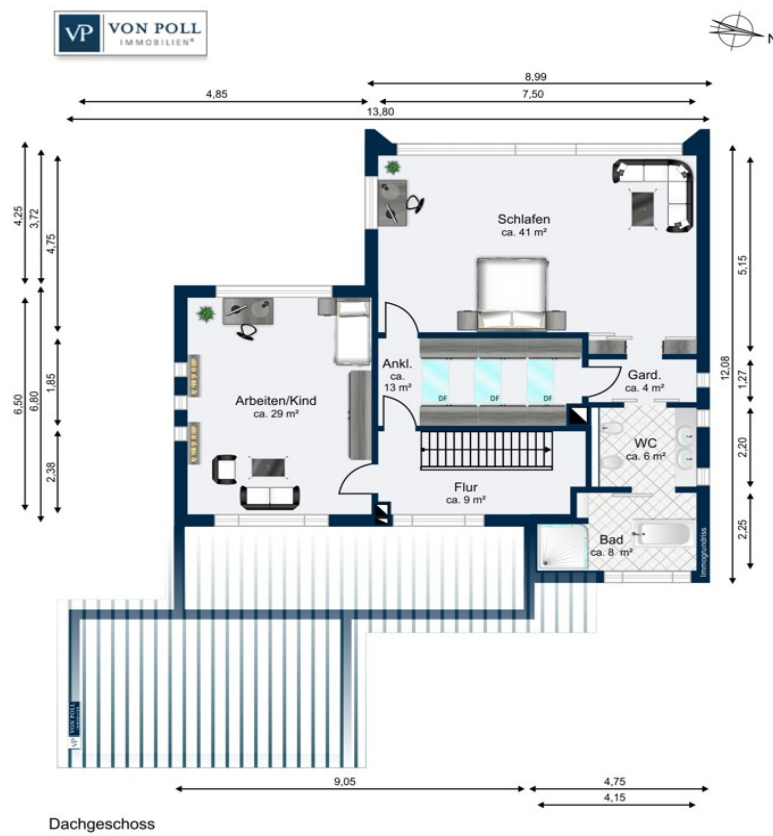 VP VON POLL
IMMOBILIEN®
N
8,99
4,85
7,50
13,80
4,25
3,72
4,75
Schlafen
ca. 41 m²
5,15
12,08
6,50
6,80
1,85
2,38
Ankl.
ca.
13 m²
DF
DF
DF
Gard.
ca. 4 m²
1,27
Arbeiten/Kind
ca. 29 m²
WC
ca. 6 m²
2,20
Flur
ca. 9 m²
Bad
ca. 8 m²
2,25
Immogrundriss
VP VON POLL
IMMOBILIEN
9,05
4,75
4,15
Dachgeschoss